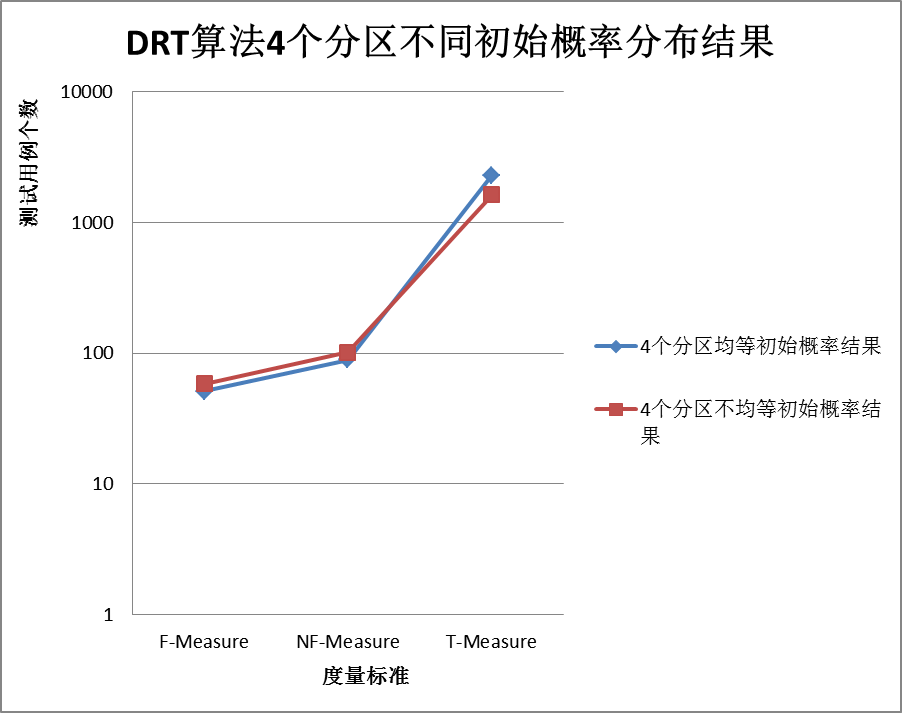 DRT算法4个分区不同初始概率分布结果
测试用例个数
10000
1000
100
10
1
F-Measure
NF-Measure
T-Measure
度量标准
4个分区均等初始概率结果
4个分区不均等初始概率结
果